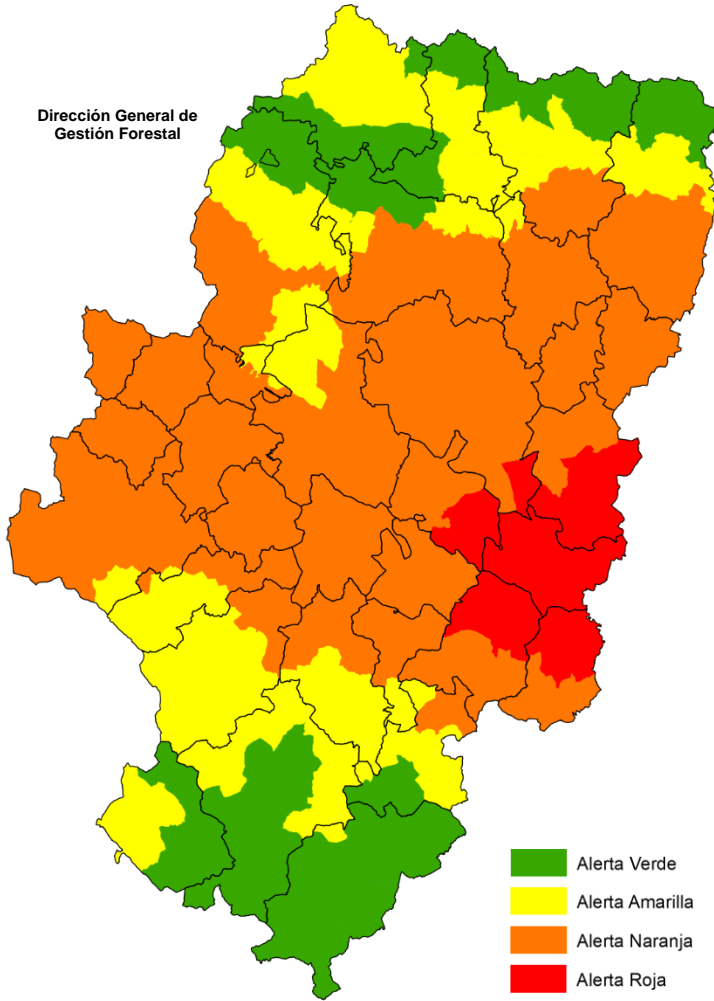 Dirección General de
Gestión Forestal
Alerta Verde
Alerta Amarilla
Alerta Naranja
Alerta Roja